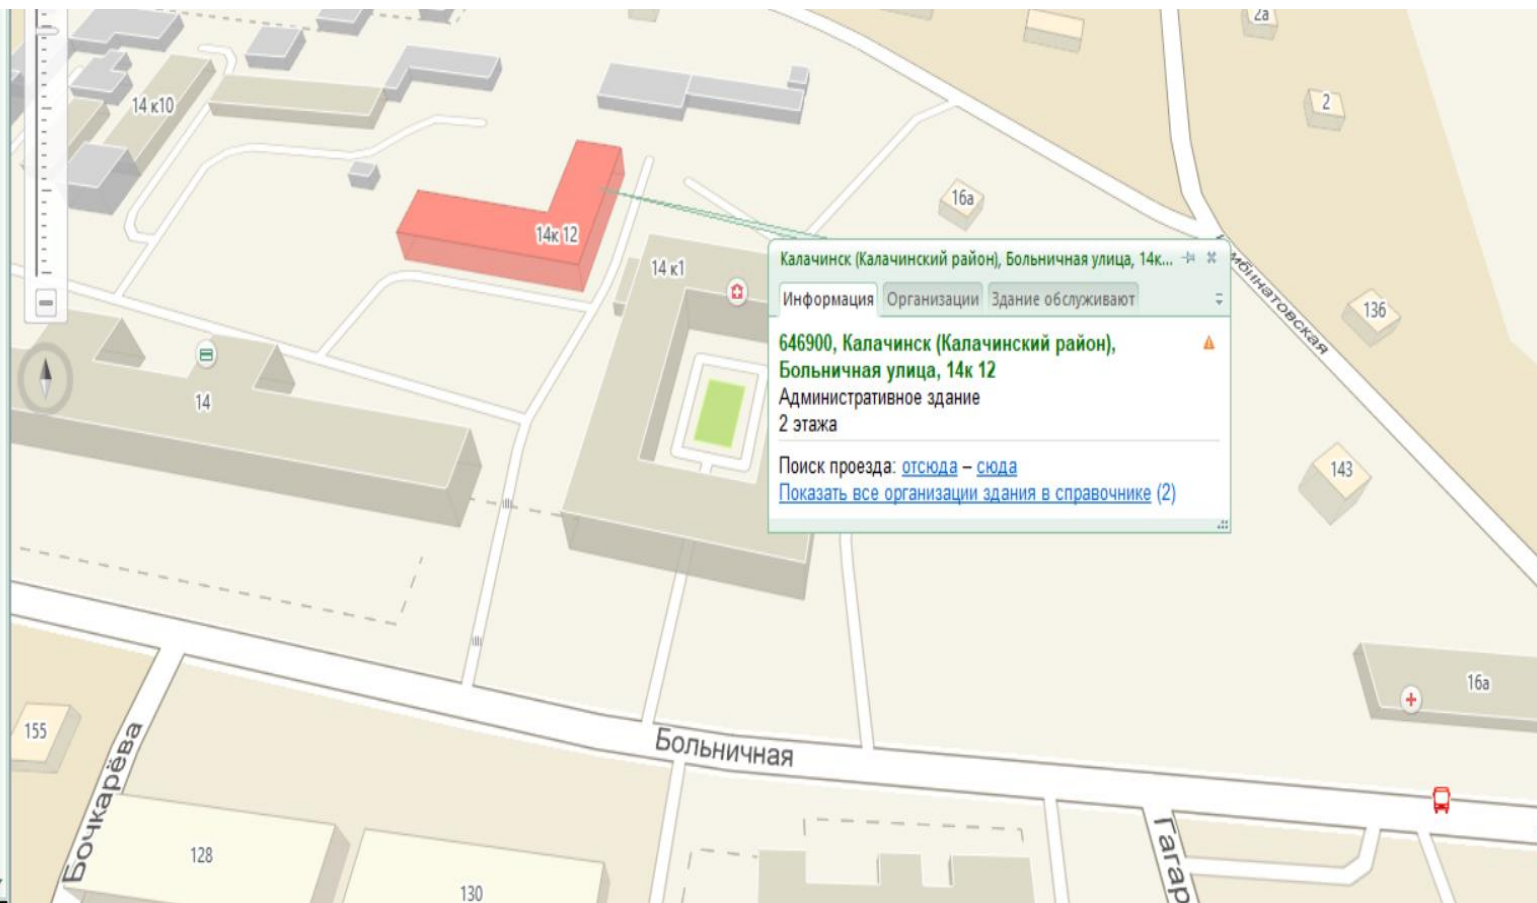 2а
14 к10
2
16а
14к 12
14 к1
Калачинск (Калачинский район), Больничная улица, 14к...
Информация Организации Здание обслуживают
646900, Калачинск (Калачинский район),
Больничная улица, 14к 12
Административное здание
2 этажа
Поиск проезда: отсюда – сюда
Показать все организации здания в справочнике (2)
136
14
143
16а
155
Больничная
Бочкарёва
128
130
Гагар